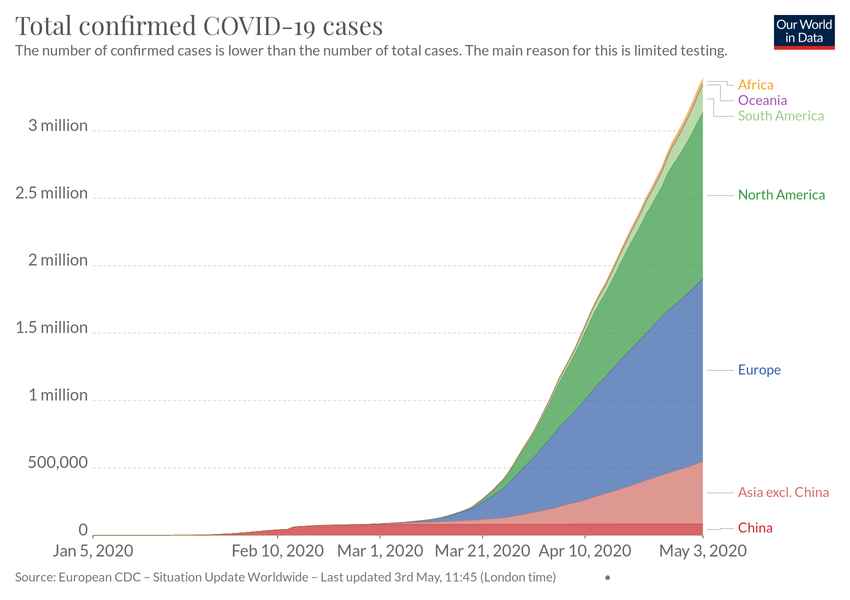 Total confirmed COVID-19 cases
The number of confirmed cases is lower than the number of total cases. The main reason for this is limited testing.
Our World
in Data
3 million
2.5 million
2 million
1.5 million
1 million
500,000
0
Africa
Oceania
South America
North America
Europe
Asia excl. China
China
Jan 5, 2020
Feb 10, 2020
Mar 1, 2020
Mar 21, 2020
Apr 10, 2020
May 3, 2020
Source: European CDC – Situation Update Worldwide – Last updated 3rd May, 11:45 (London time)